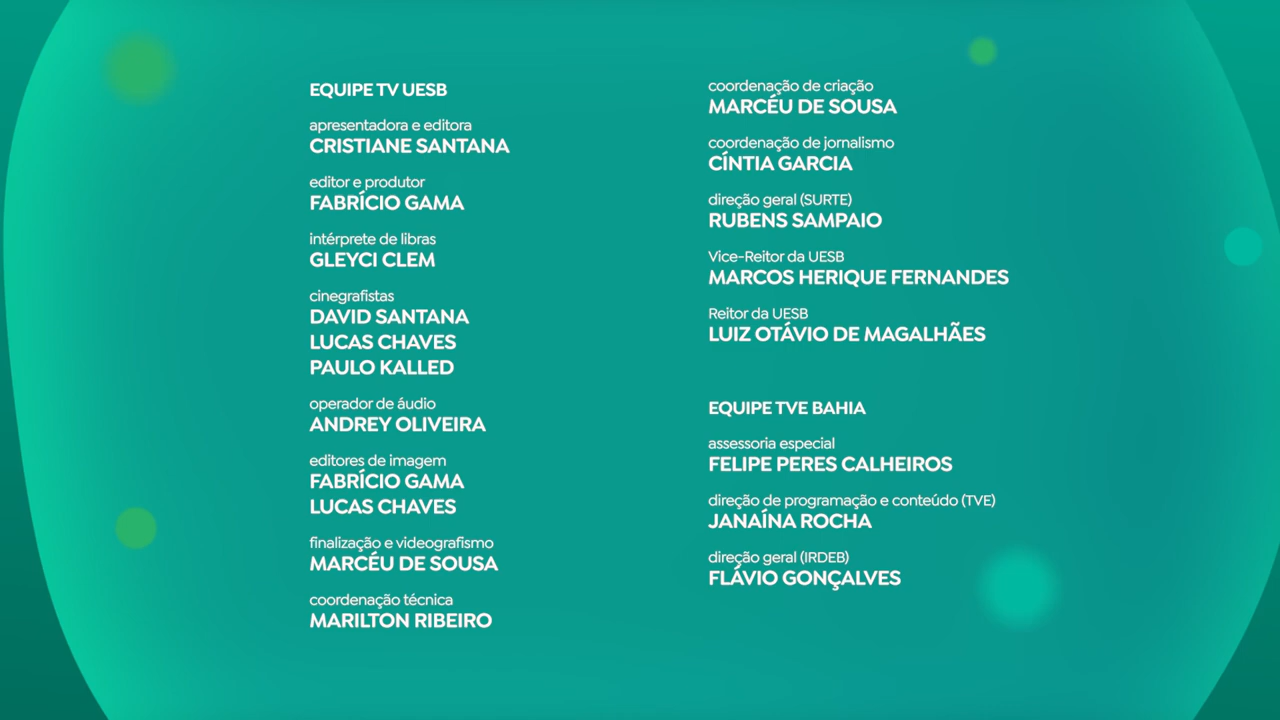 EQUIPE TV UESB
apresentadora e editora
CRISTIANE SANTANA
editor e produtor
FABRÍCIO GAMA
intérprete de libras
GLEYCI CLEM
cinegrafistas
DAVID SANTANA
LUCAS CHAVES
PAULO KALLED
operador de áudio
ANDREY OLIVEIRA
editores de imagem
FABRÍCIO GAMA
LUCAS CHAVES
finalização e videografismo
MARCÉU DE SOUSA
coordenação técnica
MARILTON RIBEIRO
coordenação de criação
MARCÉU DE SOUSA
coordenação de jornalismo
CÍNTIA GARCIA
direção geral (SURTE)
RUBENS SAMPAIO
Vice-Reitor da UESB
MARCOS HERIQUE FERNANDES
Reitor da UESB
LUIZ OTÁVIO DE MAGALHÃES
EQUIPE TVE BAHIA
assessoria especial
FELIPE PERES CALHEIROS
direção de programação e conteúdo (TVE)
JANAÍNA ROCHA
direção geral (IRDEB)
FLÁVIO GONÇALVES